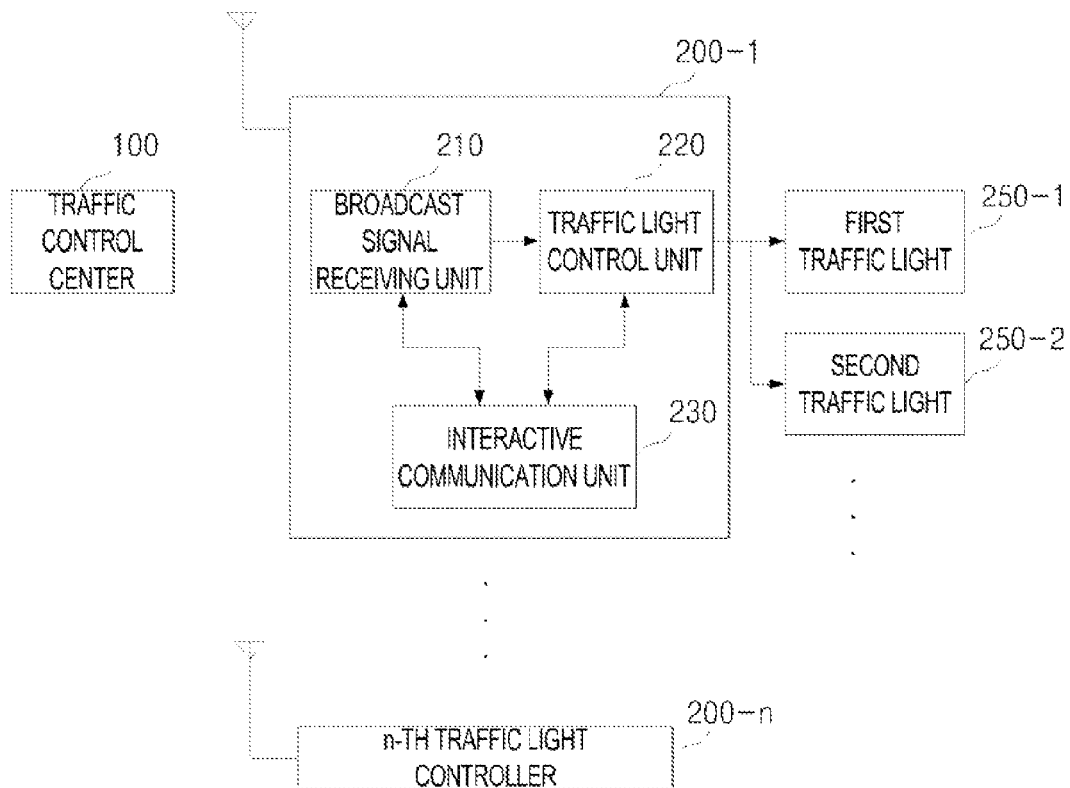 200-1
100
TRAFFIC
CONTROL
CENTER
210
BROADCAST
SIGNAL
RECEIVING UNIT
220
TRAFFIC LIGHT
CONTROL UNIT
250-1
FIRST
TRAFFIC LIGHT
250-2
SECOND
TRAFFIC LIGHT
230
INTERACTIVE
COMMUNICATION UNIT
200-n
n-TH TRAFFIC LIGHT
CONTROLLER